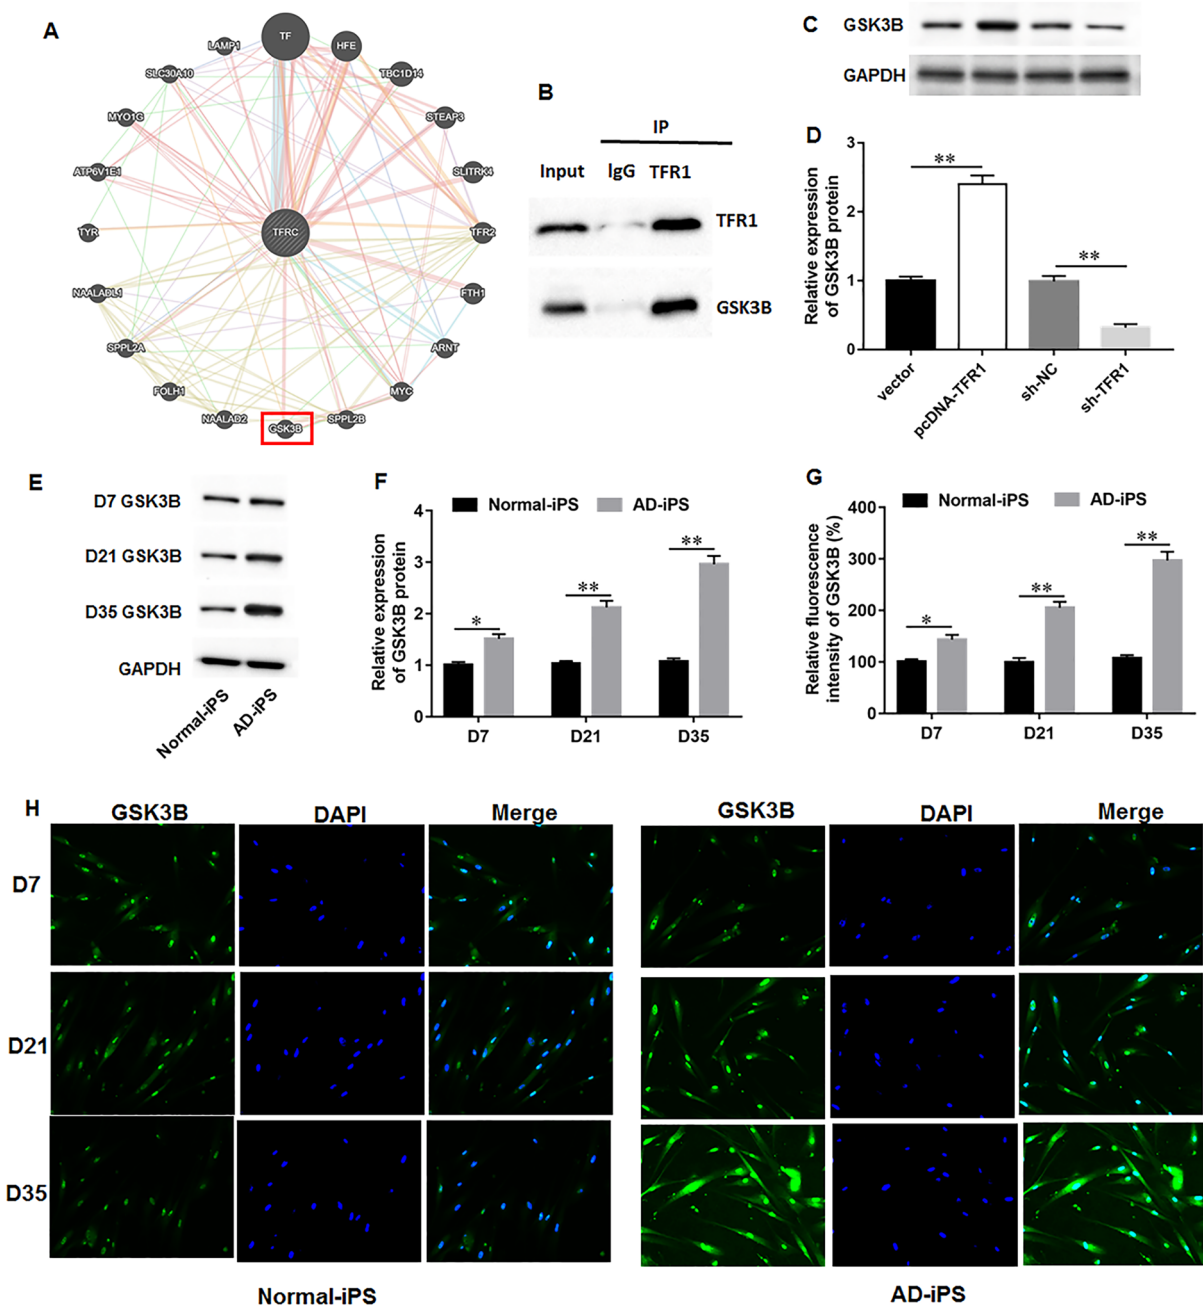 A
TF
LAMP1
HFE
SLC30A10
TBC1D14
MYO1G
STEAP3
ATP6V1E1
SLITRK4
TYR
TFRC
TFR2
NAALADL1
FTH1
SPPL2A
ARNT
FOLH1
MYC
NAALAD2
GSK3B
SPPL2B
B
IP
Input IgG TFR1
TFR1
GSK3B
C
GSK3B
GAPDH
D
Relative expression
of GSK3B protein
3
2
1
0
**
**
vector
pcDNA-TFR1
sh-NC
sh-TFR1
E
D7 GSK3B
D21 GSK3B
D35 GSK3B
GAPDH
Normal-iPS
AD-iPS
F
Normal-iPS AD-iPS
Relative expression
of GSK3B protein
4
3
2
1
0
*
**
**
D7 D21 D35
G
Normal-iPS AD-iPS
Relative fluorescence
intensity of GSK3B (%)
400
300
200
100
0
*
**
**
D7 D21 D35
H
GSK3B DAPI Merge GSK3B DAPI Merge
D7
D21
D35
Normal-iPS AD-iPS